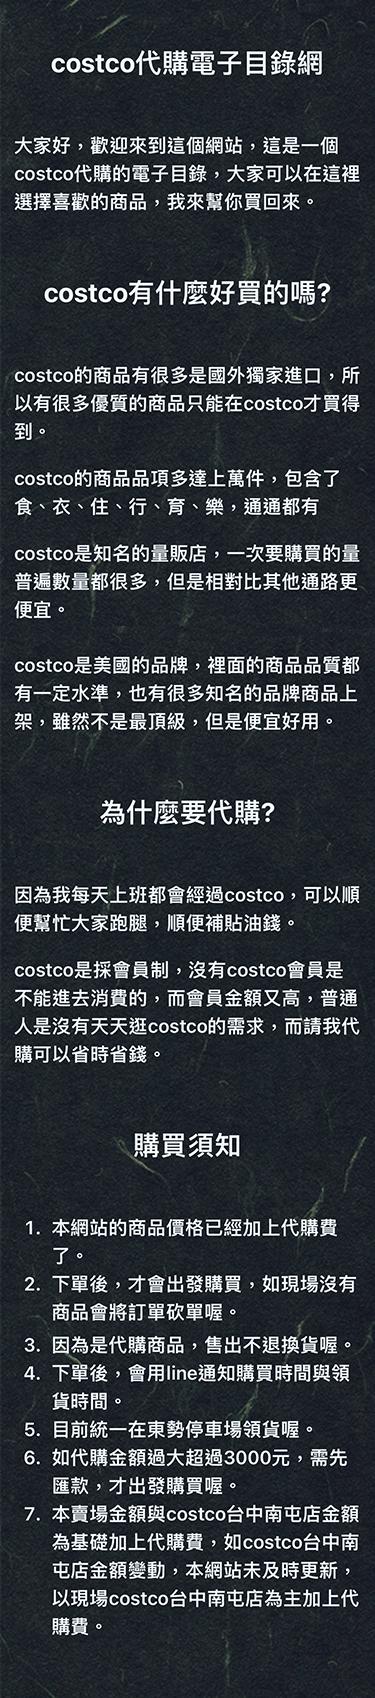 costco代購電子目錄網
大家好，歡迎來到這個網站，這是一個
costco代購的電子目錄，大家可以在這裡
選擇喜歡的商品，我來幫你買回來。
costco有什麼好買的嗎?
costco的商品有很多是國外獨家進口，所
以有很多優質的商品只能在costco才買得
到。
costco的商品品項多達上萬件，包含了
食、衣、住、行、育、樂，通通都有
costco是知名的量販店，一次要購買的量
普遍數量都很多，但是相對比其他通路更
便宜。
costco是美國的品牌，裡面的商品品質都
有一定水準，也有很多知名的品牌商品上
架，雖然不是最頂級，但是便宜好用。
為什麼要代購?
因為我每天上班都會經過costco，可以順
便幫忙大家跑腿，順便補貼油錢。
costco是採會員制，沒有costco會員是
不能進去消費的，而會員金額又高，普通
人是沒有天天逛costco的需求，而請我代
購可以省時省錢。
購買須知
1. 本網站的商品價格已經加上代購費
了。
2. 下單後，才會出發購買，如現場沒有
商品會將訂單砍單喔。
3. 因為是代購商品，售出不退換貨喔。
4. 下單後，會用line通知購買時間與領
貨時間。
5. 目前統一在東勢停車場領貨喔。
6. 如代購金額過大超過3000元，需先
匯款，才出發購買喔。
7. 本賣場金額與costco台中南屯店金額
為基礎加上代購費，如costco台中南
屯店金額變動，本網站未及時更新，
以現場costco台中南屯店為主加上代
購費。